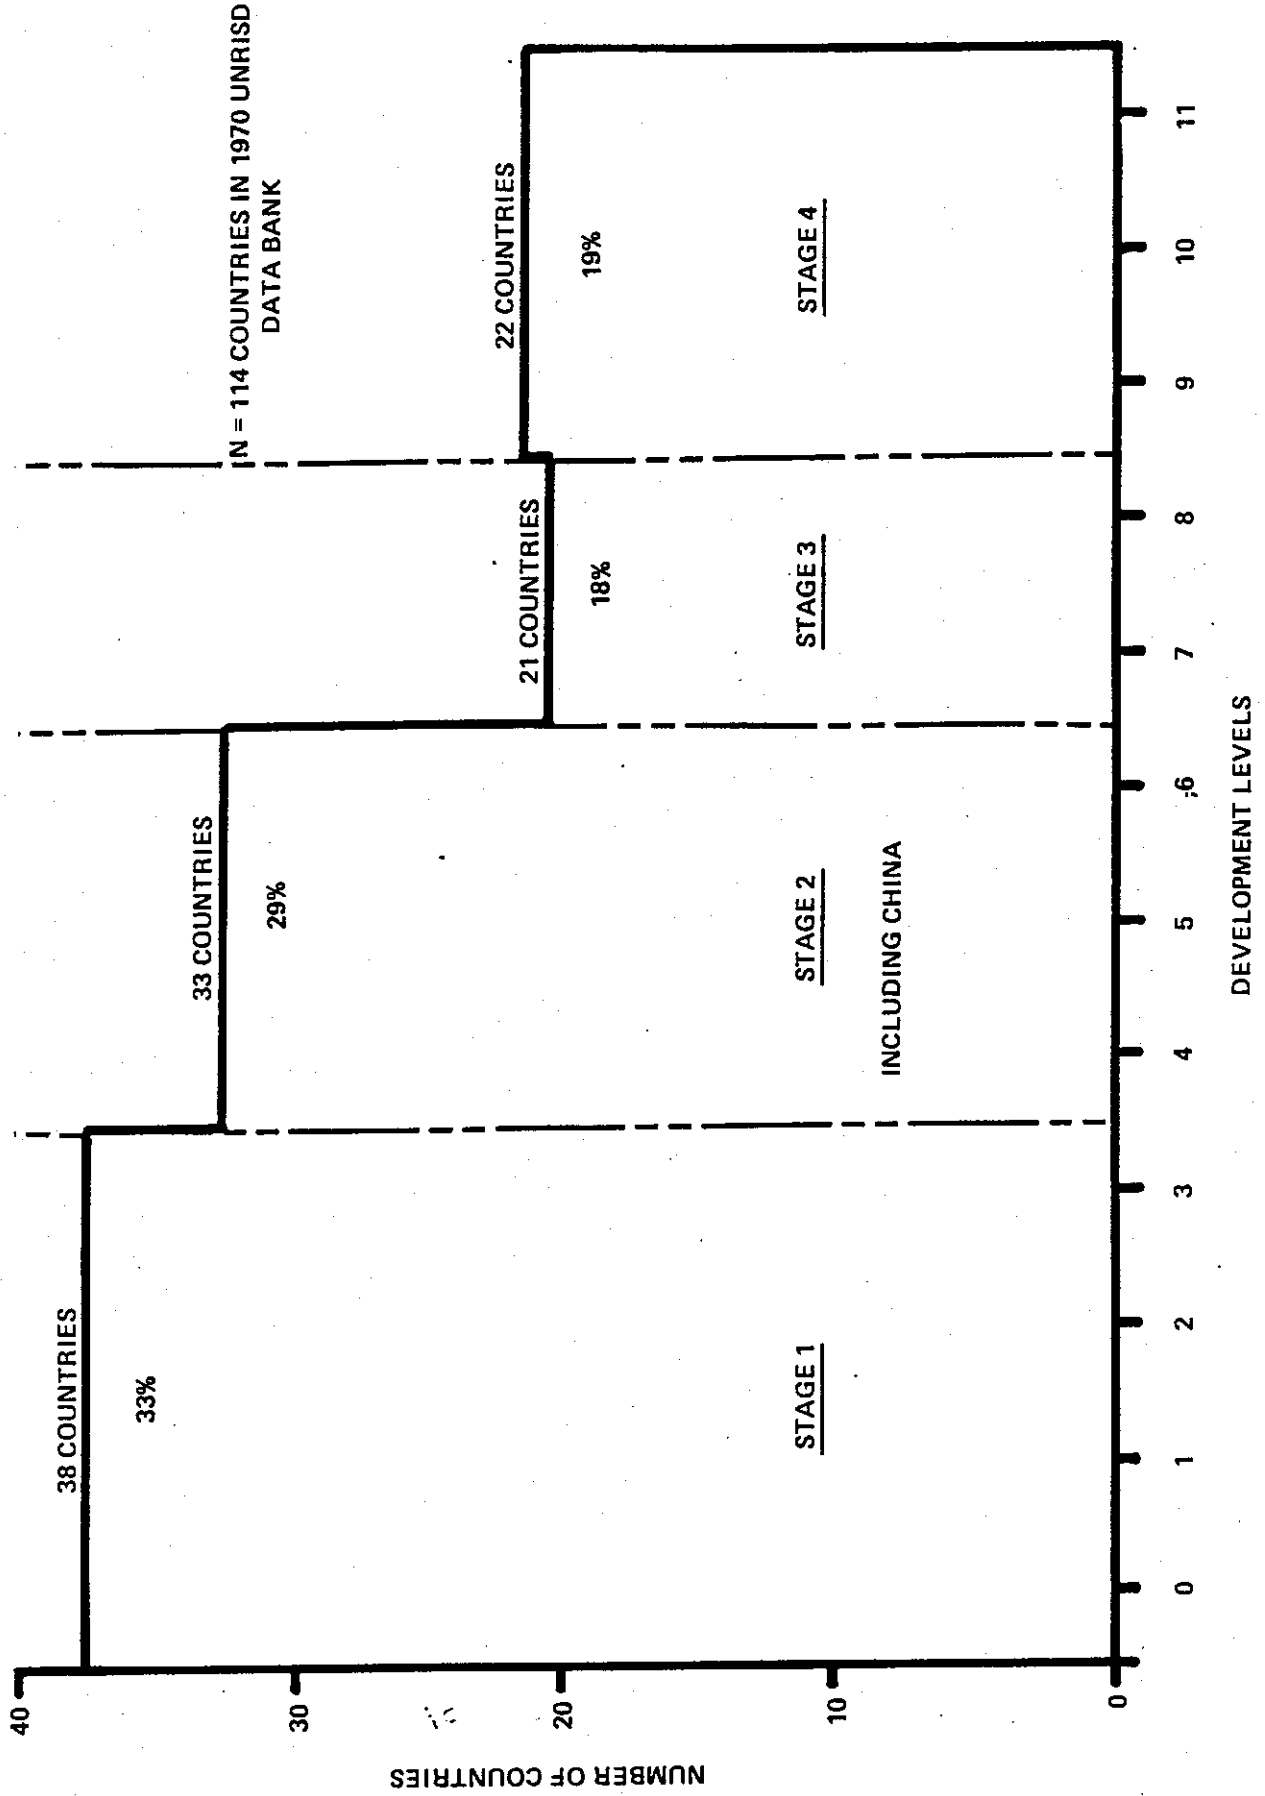 N = 114 COUNTRIES IN 1970 UNRISD
DATA BANK
40
30
20
10
0
NUMBER OF COUNTRIES
38 COUNTRIES
33%
STAGE 1
33 COUNTRIES
29%
STAGE 2
INCLUDING CHINA
21 COUNTRIES
18%
STAGE 3
22 COUNTRIES
19%
STAGE 4
0 1 2 3 4 5 6 7 8 9 10 11
DEVELOPMENT LEVELS